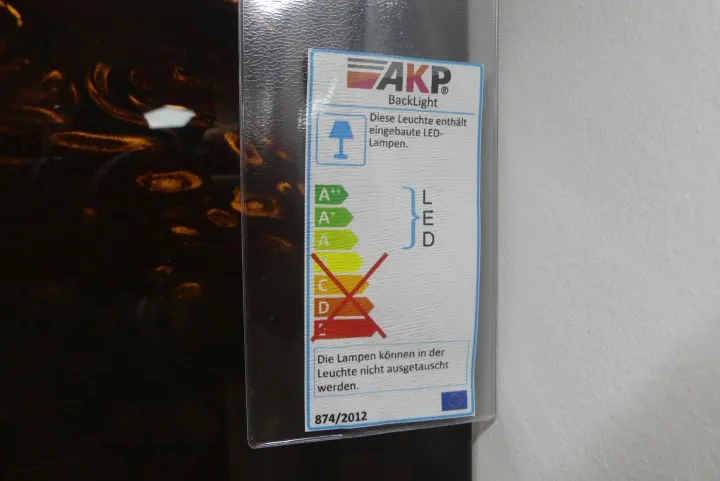 AKP®
BackLight
Diese Leuchte enthält
eingebaute LED-
Lampen.
A++
A+
A
C
D
L
E
D
Die Lampen können in der
Leuchte nicht ausgetauscht
werden.
874/2012